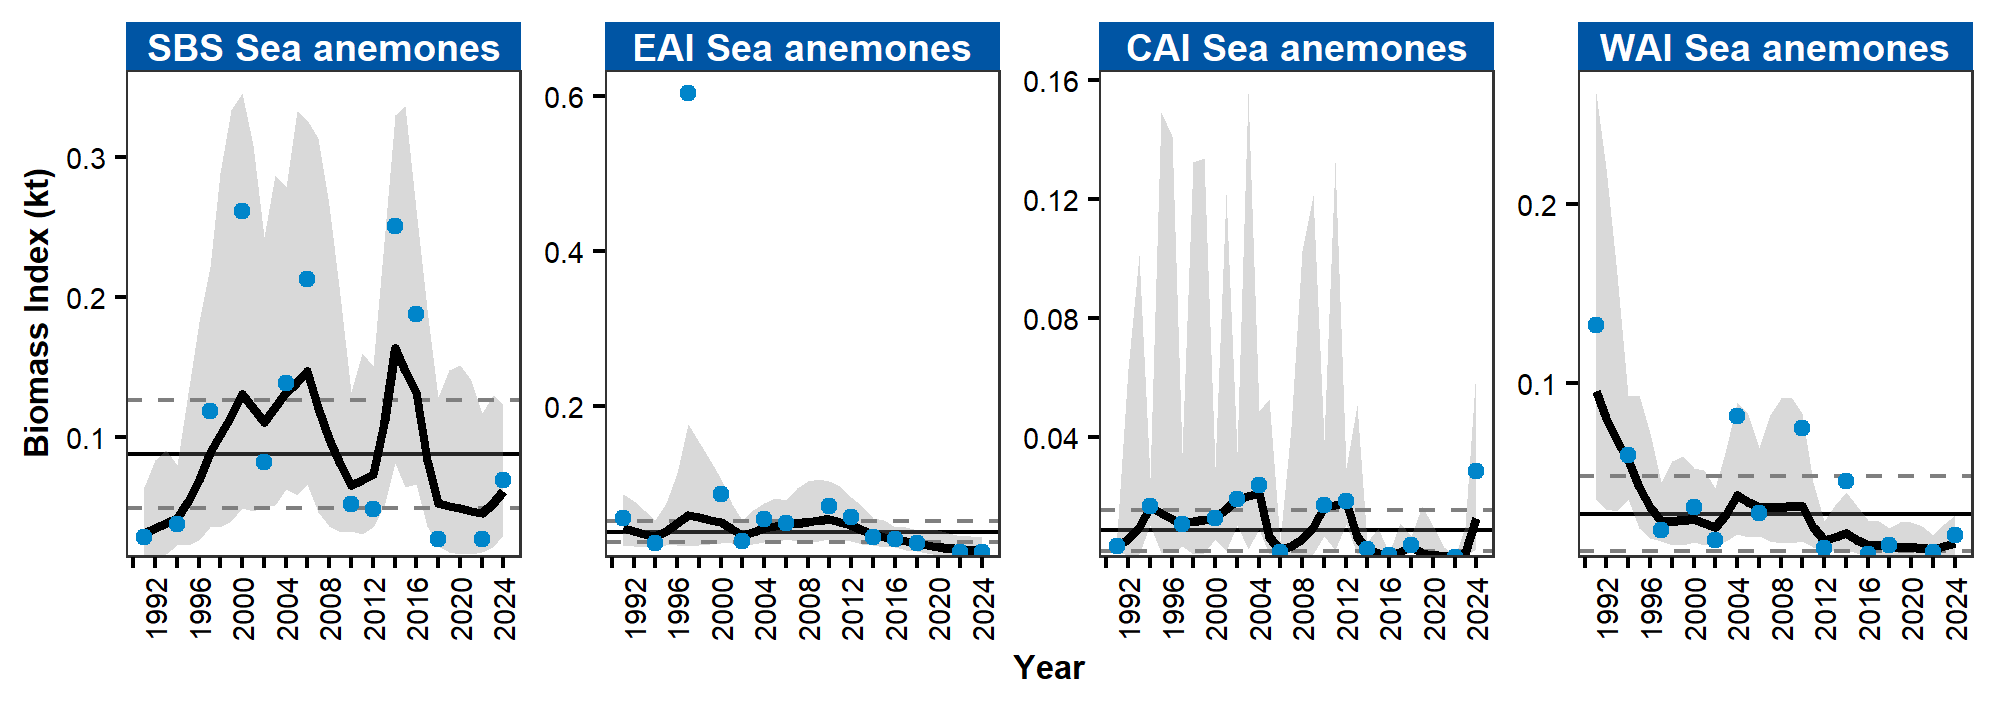 SBS Sea anemones
EAI Sea anemones
CAI Sea anemones
WAI Sea anemones
Biomass Index (kt)
0.3
0.2
0.1
0.6
0.4
0.2
0.16
0.12
0.08
0.04
0.2
0.1
1992 1996 2000 2004 2008 2012 2016 2020 2024
1992 1996 2000 2004 2008 2012 2016 2020 2024
1992 1996 2000 2004 2008 2012 2016 2020 2024
1992 1996 2000 2004 2008 2012 2016 2020 2024
Year